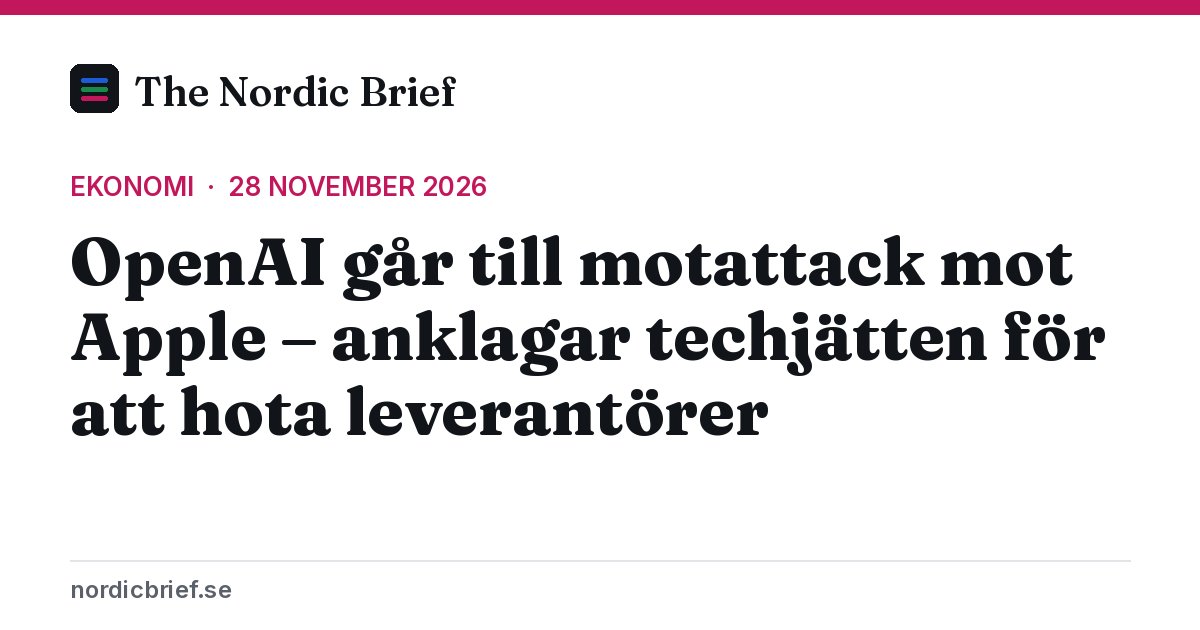 The Nordic Brief
EKONOMI · 28 NOVEMBER 2026
OpenAI går till motattack mot
Apple – anklagar techjätten för
att hota leverantörer
nordicbrief.se